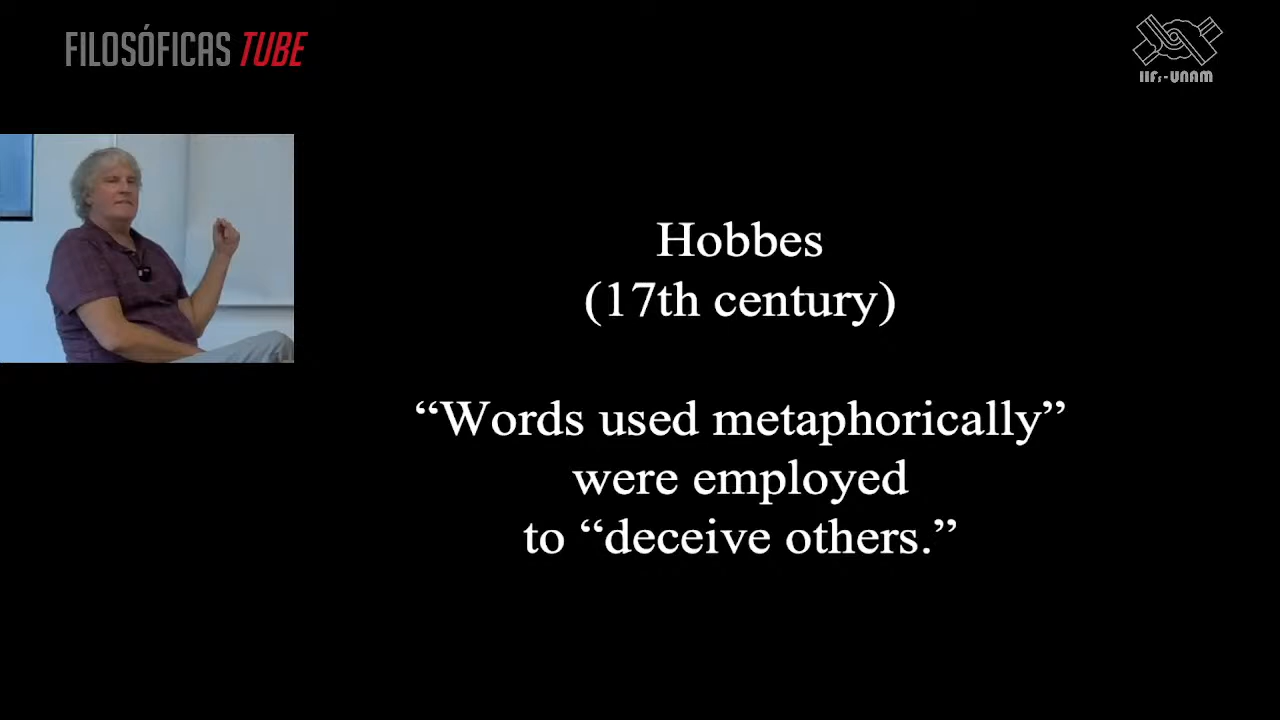 FILOSÓFICAS TUBE
IIFs-UNAM
Hobbes
(17th century)
“Words used metaphorically”
were employed
to “deceive others.”